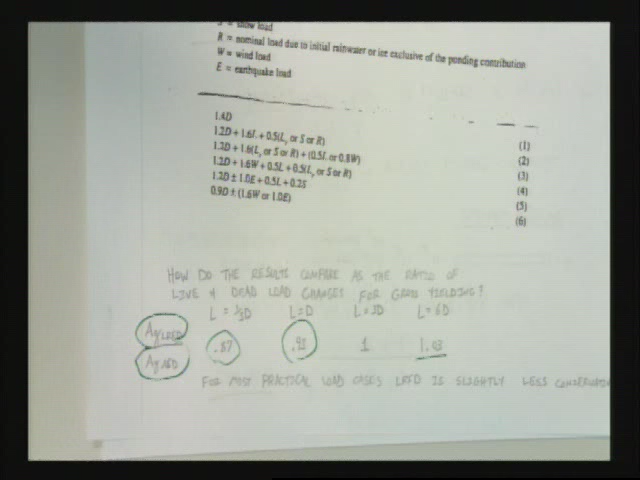 S = snow load
R = nominal load due to initial rainwater or ice exclusive of the ponding contribution
W = wind load
E = earthquake load
1.4D (1)
1.2D + 1.6L + 0.5(Lr or S or R) (2)
1.2D + 1.6(Lr or S or R) + (0.5L or 0.8W) (3)
1.2D + 1.6W + 0.5L + 0.5(Lr or S or R) (4)
1.2D ± 1.0E + 0.5L + 0.2S (5)
0.9D ± (1.6W or 1.0E) (6)
HOW DO THE RESULTS COMPARE AS THE RATIO OF
LIVE & DEAD LOAD CHANGES FOR GROSS YIELDING?
L = 1/3D L = D L = 3D L = 6D
Ag LRFD
Ag ASD .87 .93 1 1.03
FOR MOST PRACTICAL LOAD CASES LRFD IS SLIGHTLY LESS